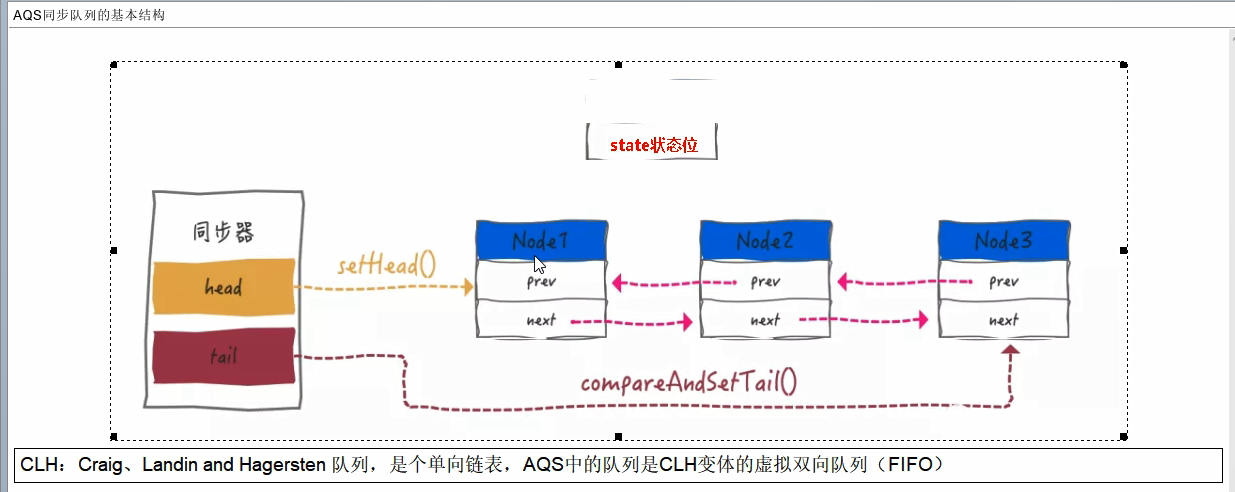 AQS同步队列的基本结构
state状态位
同步器
head
tail
setHead()
Node1
prev
next
Node2
prev
next
Node3
prev
next
compareAndSetTail()
CLH：Craig、Landin and Hagersten 队列，是个单向链表，AQS中的队列是CLH变体的虚拟双向队列（FIFO）